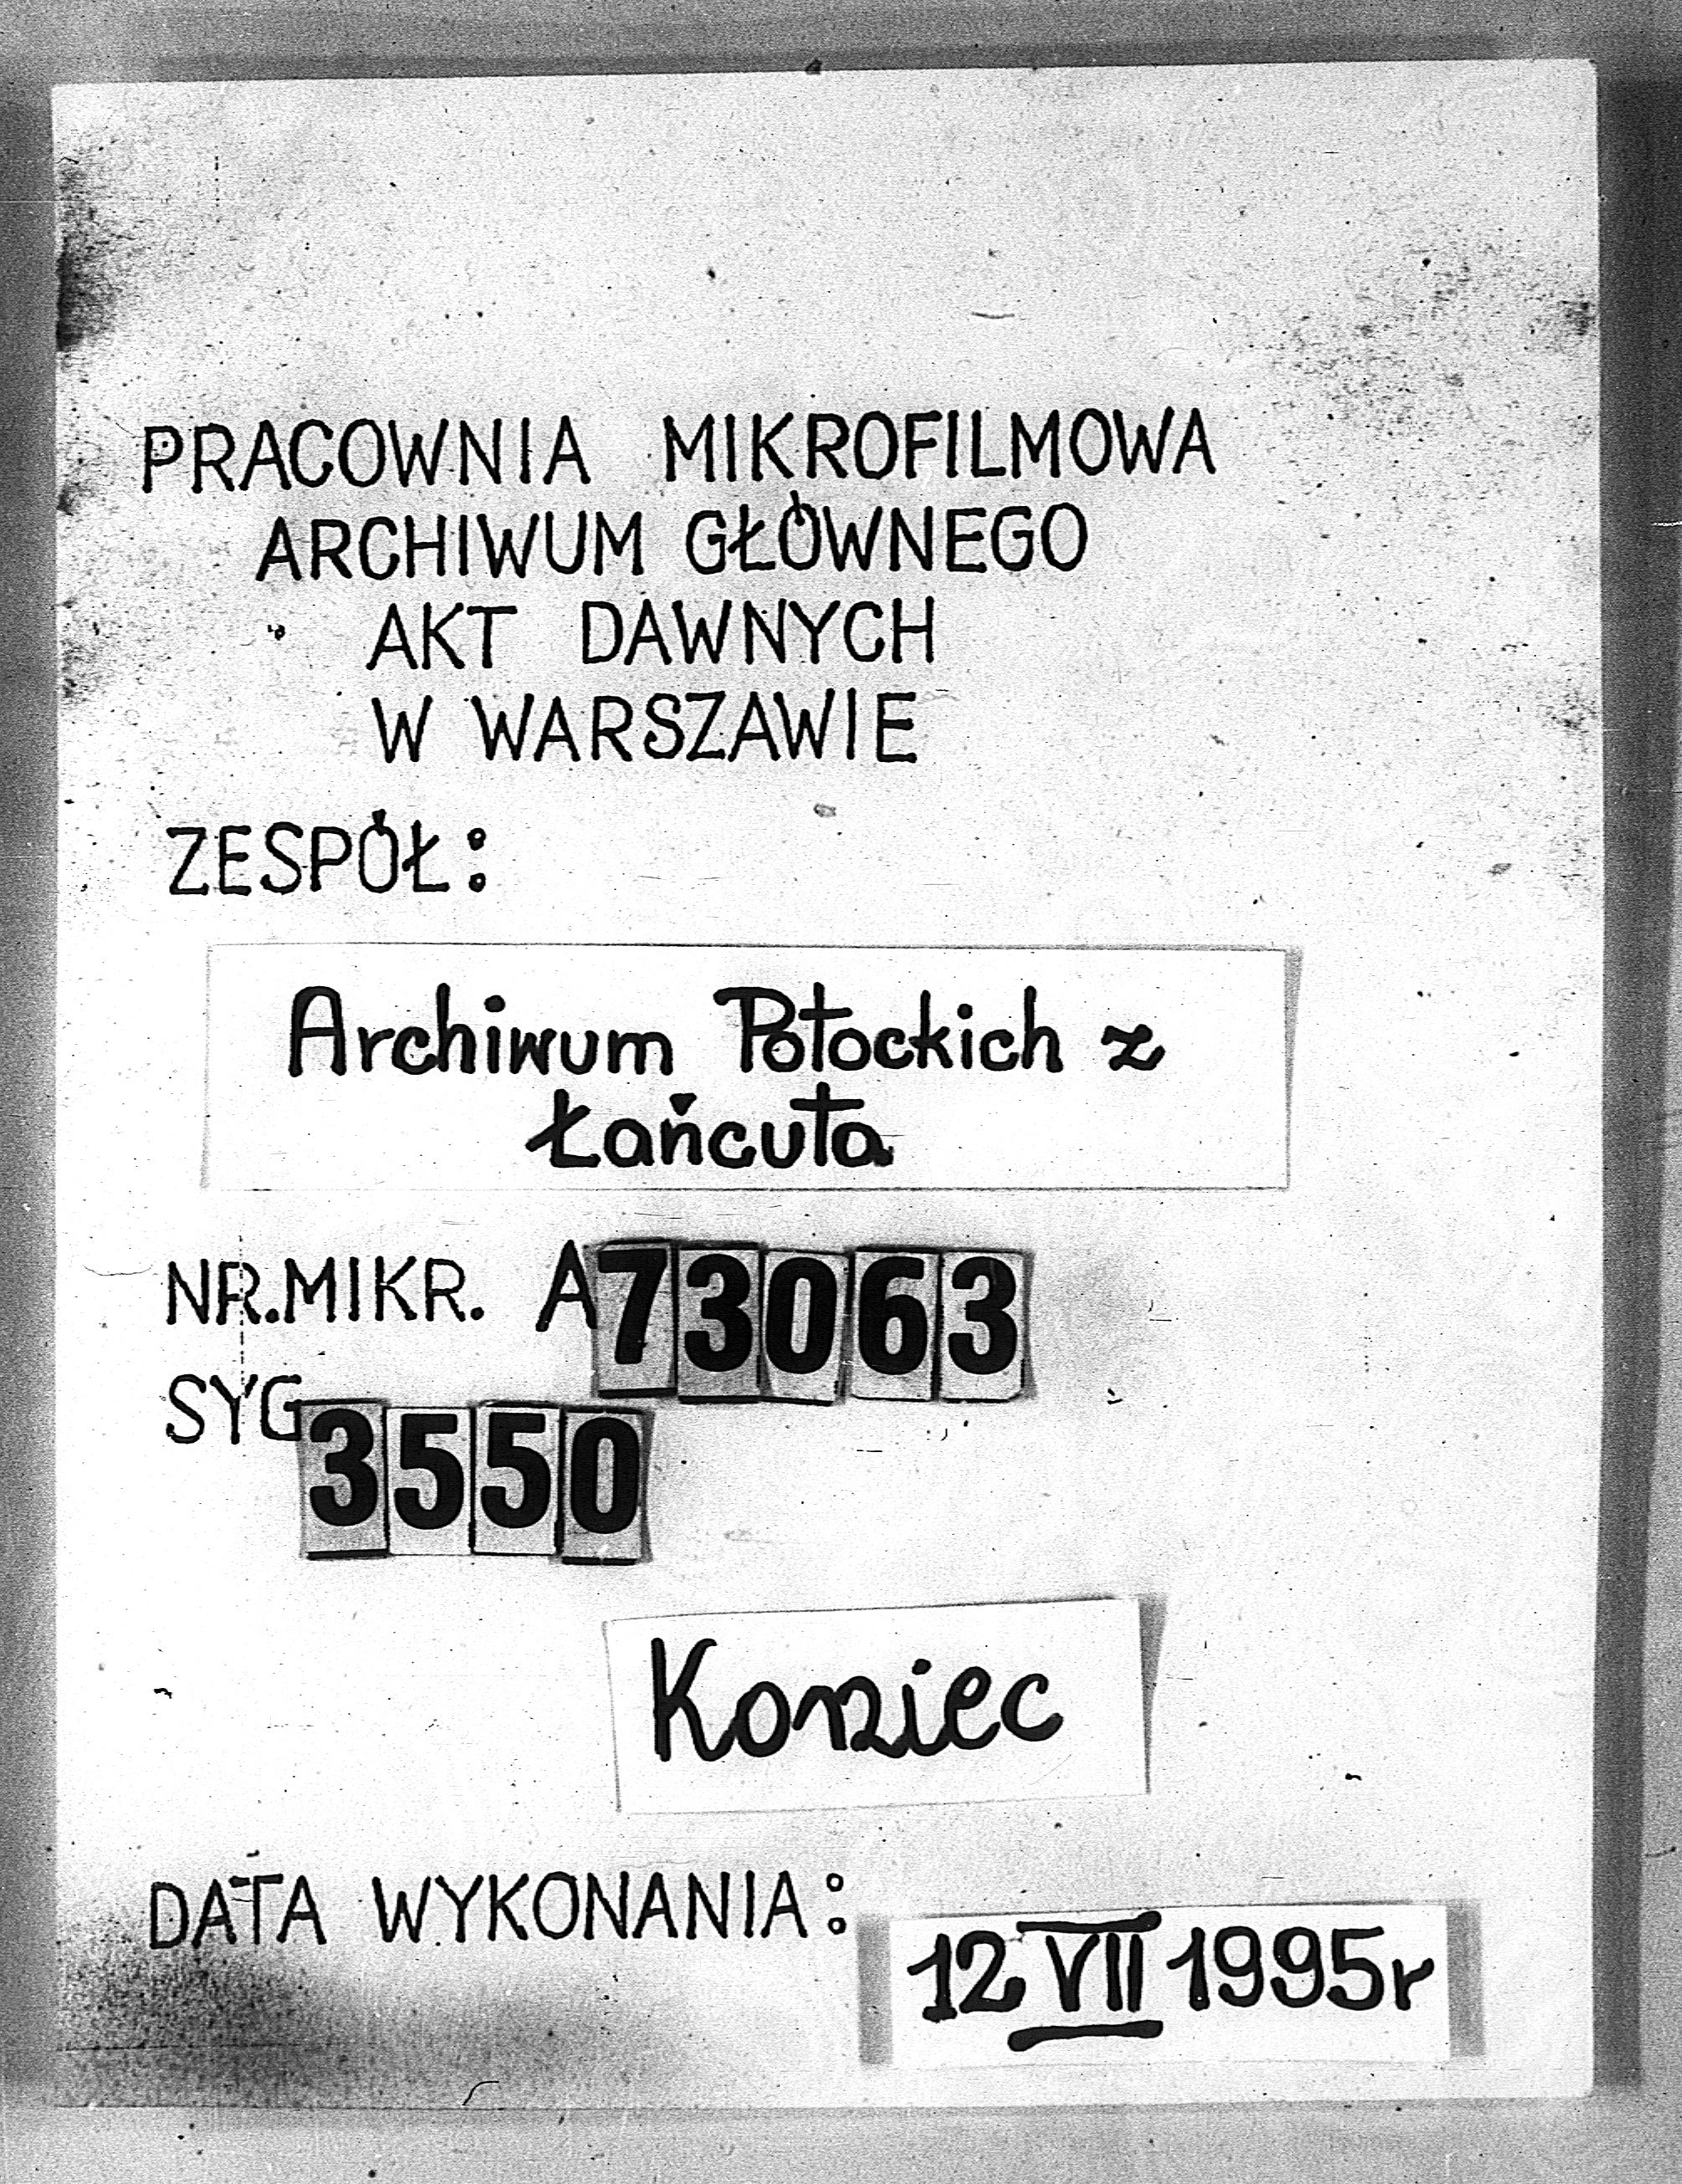 PRACOWNIA MIKROFILMOWA
ARCHIWUM GŁÓWNEGO
AKT DAWNYCH
W WARSZAWIE
ZESPÓŁ:
Archiwum Potockich z
Łańcuta
NR.MIKR. A73063
SYG 3550
Koniec
DATA WYKONANIA: 12 VII 1995r